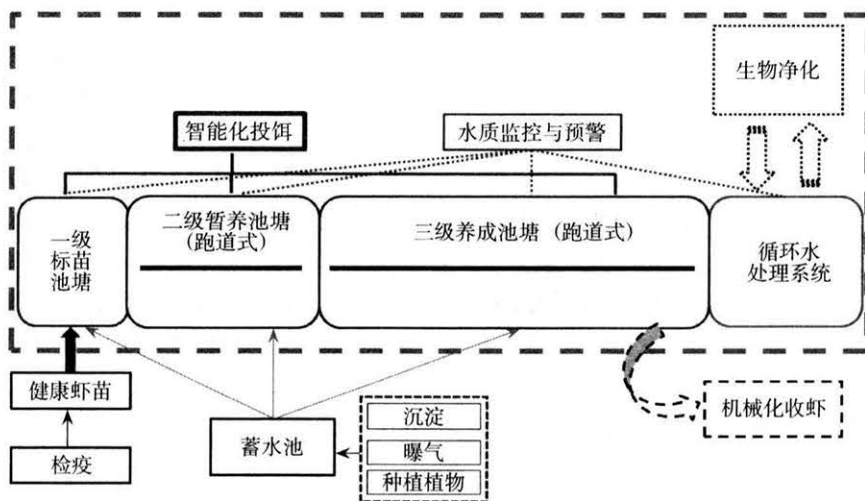 生物净化
智能化投饵
水质监控与预警
一级
标苗
池塘
二级暂养池塘
(跑道式)
三级养成池塘 (跑道式)
循环水
处理系统
健康虾苗
检疫
蓄水池
沉淀
曝气
种植植物
机械化收虾